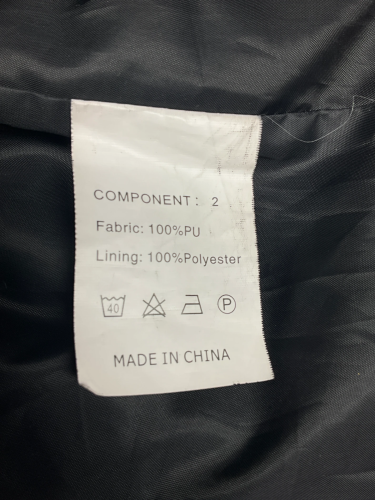 COMPONENT: 2
Fabric: 100%PU
Lining: 100%Polyester
40
P
MADE IN CHINA